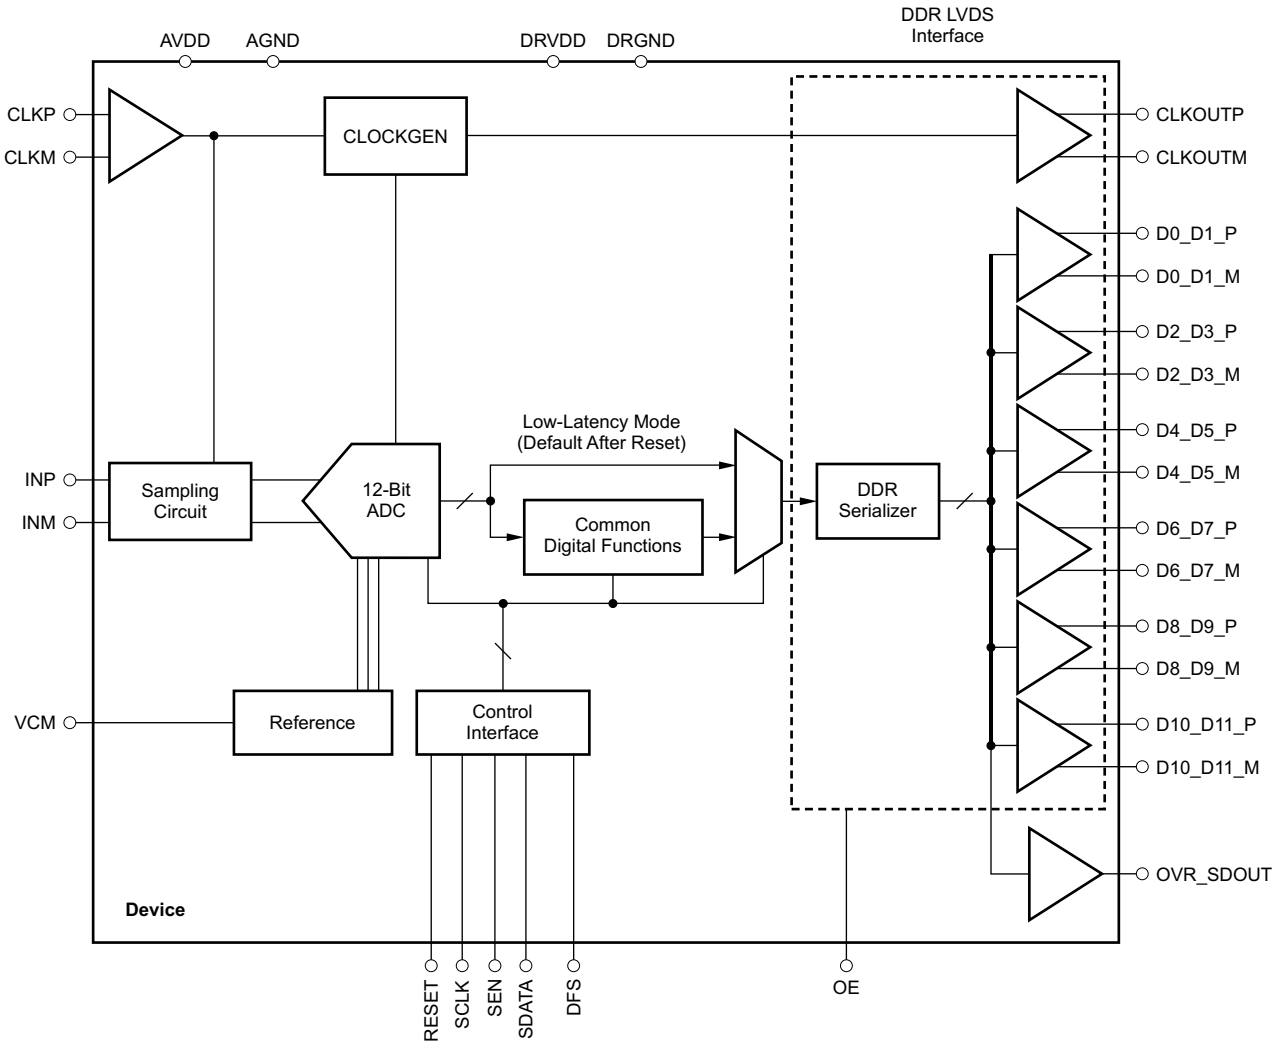 DDR LVDS
Interface
AVDD
AGND
DRVDD
DRGND
CLKP
CLKM
CLOCKGEN
CLKOUTP
CLKOUTM
D0_D1_P
D0_D1_M
D2_D3_P
D2_D3_M
Low-Latency Mode
(Default After Reset)
D4_D5_P
D4_D5_M
INP
INM
Sampling
Circuit
12-Bit
ADC
Common
Digital Functions
DDR
Serializer
D6_D7_P
D6_D7_M
D8_D9_P
D8_D9_M
VCM
Reference
Control
Interface
D10_D11_P
D10_D11_M
OVR_SDOUT
Device
RESET
SCLK
SEN
SDATA
DFS
OE